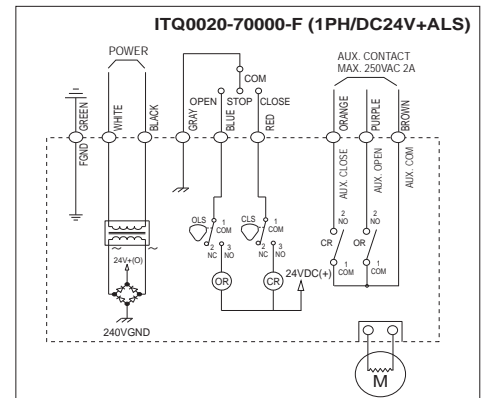 ITQ0020-70000-F (1PH/DC24V+ALS)
POWER
AUX. CONTACT
MAX. 250VAC 2A
COM
OPEN STOP CLOSE
FGND GREEN
WHITE
BLACK
GRAY
BLUE
RED
ORANGE
PURPLE
BROWN
AUX. CLOSE
AUX. OPEN
AUX. COM
OLS
1
COM
2
NC
3
NO
CLS
1
COM
2
NC
3
NO
2
NO
CR
1
COM
2
NO
OR
1
COM
24V+(O)
OR
CR
24VDC(+)
240VGND
M